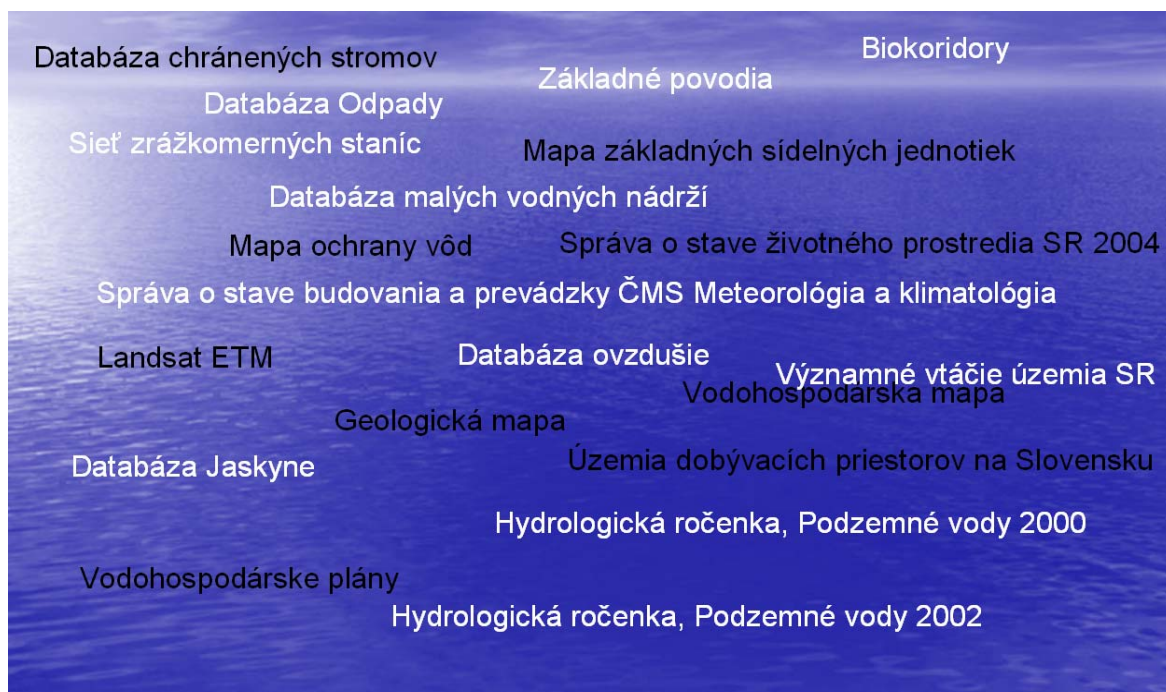 Databáza chránených stromov
Biokoridory
Základné povodia
Databáza Odpady
Sieť zrážkomerných staníc
Mapa základných sídelných jednotiek
Databáza malých vodných nádrží
Mapa ochrany vôd
Správa o stave životného prostredia SR 2004
Správa o stave budovania a prevádzky ČMS Meteorológia a klimatológia
Landsat ETM
Databáza ovzdušie
Významné vtáčie územia SR
Vodohospodárska mapa
Geologická mapa
Databáza Jaskyne
Územia dobývacích priestorov na Slovensku
Hydrologická ročenka, Podzemné vody 2000
Vodohospodárske plány
Hydrologická ročenka, Podzemné vody 2002